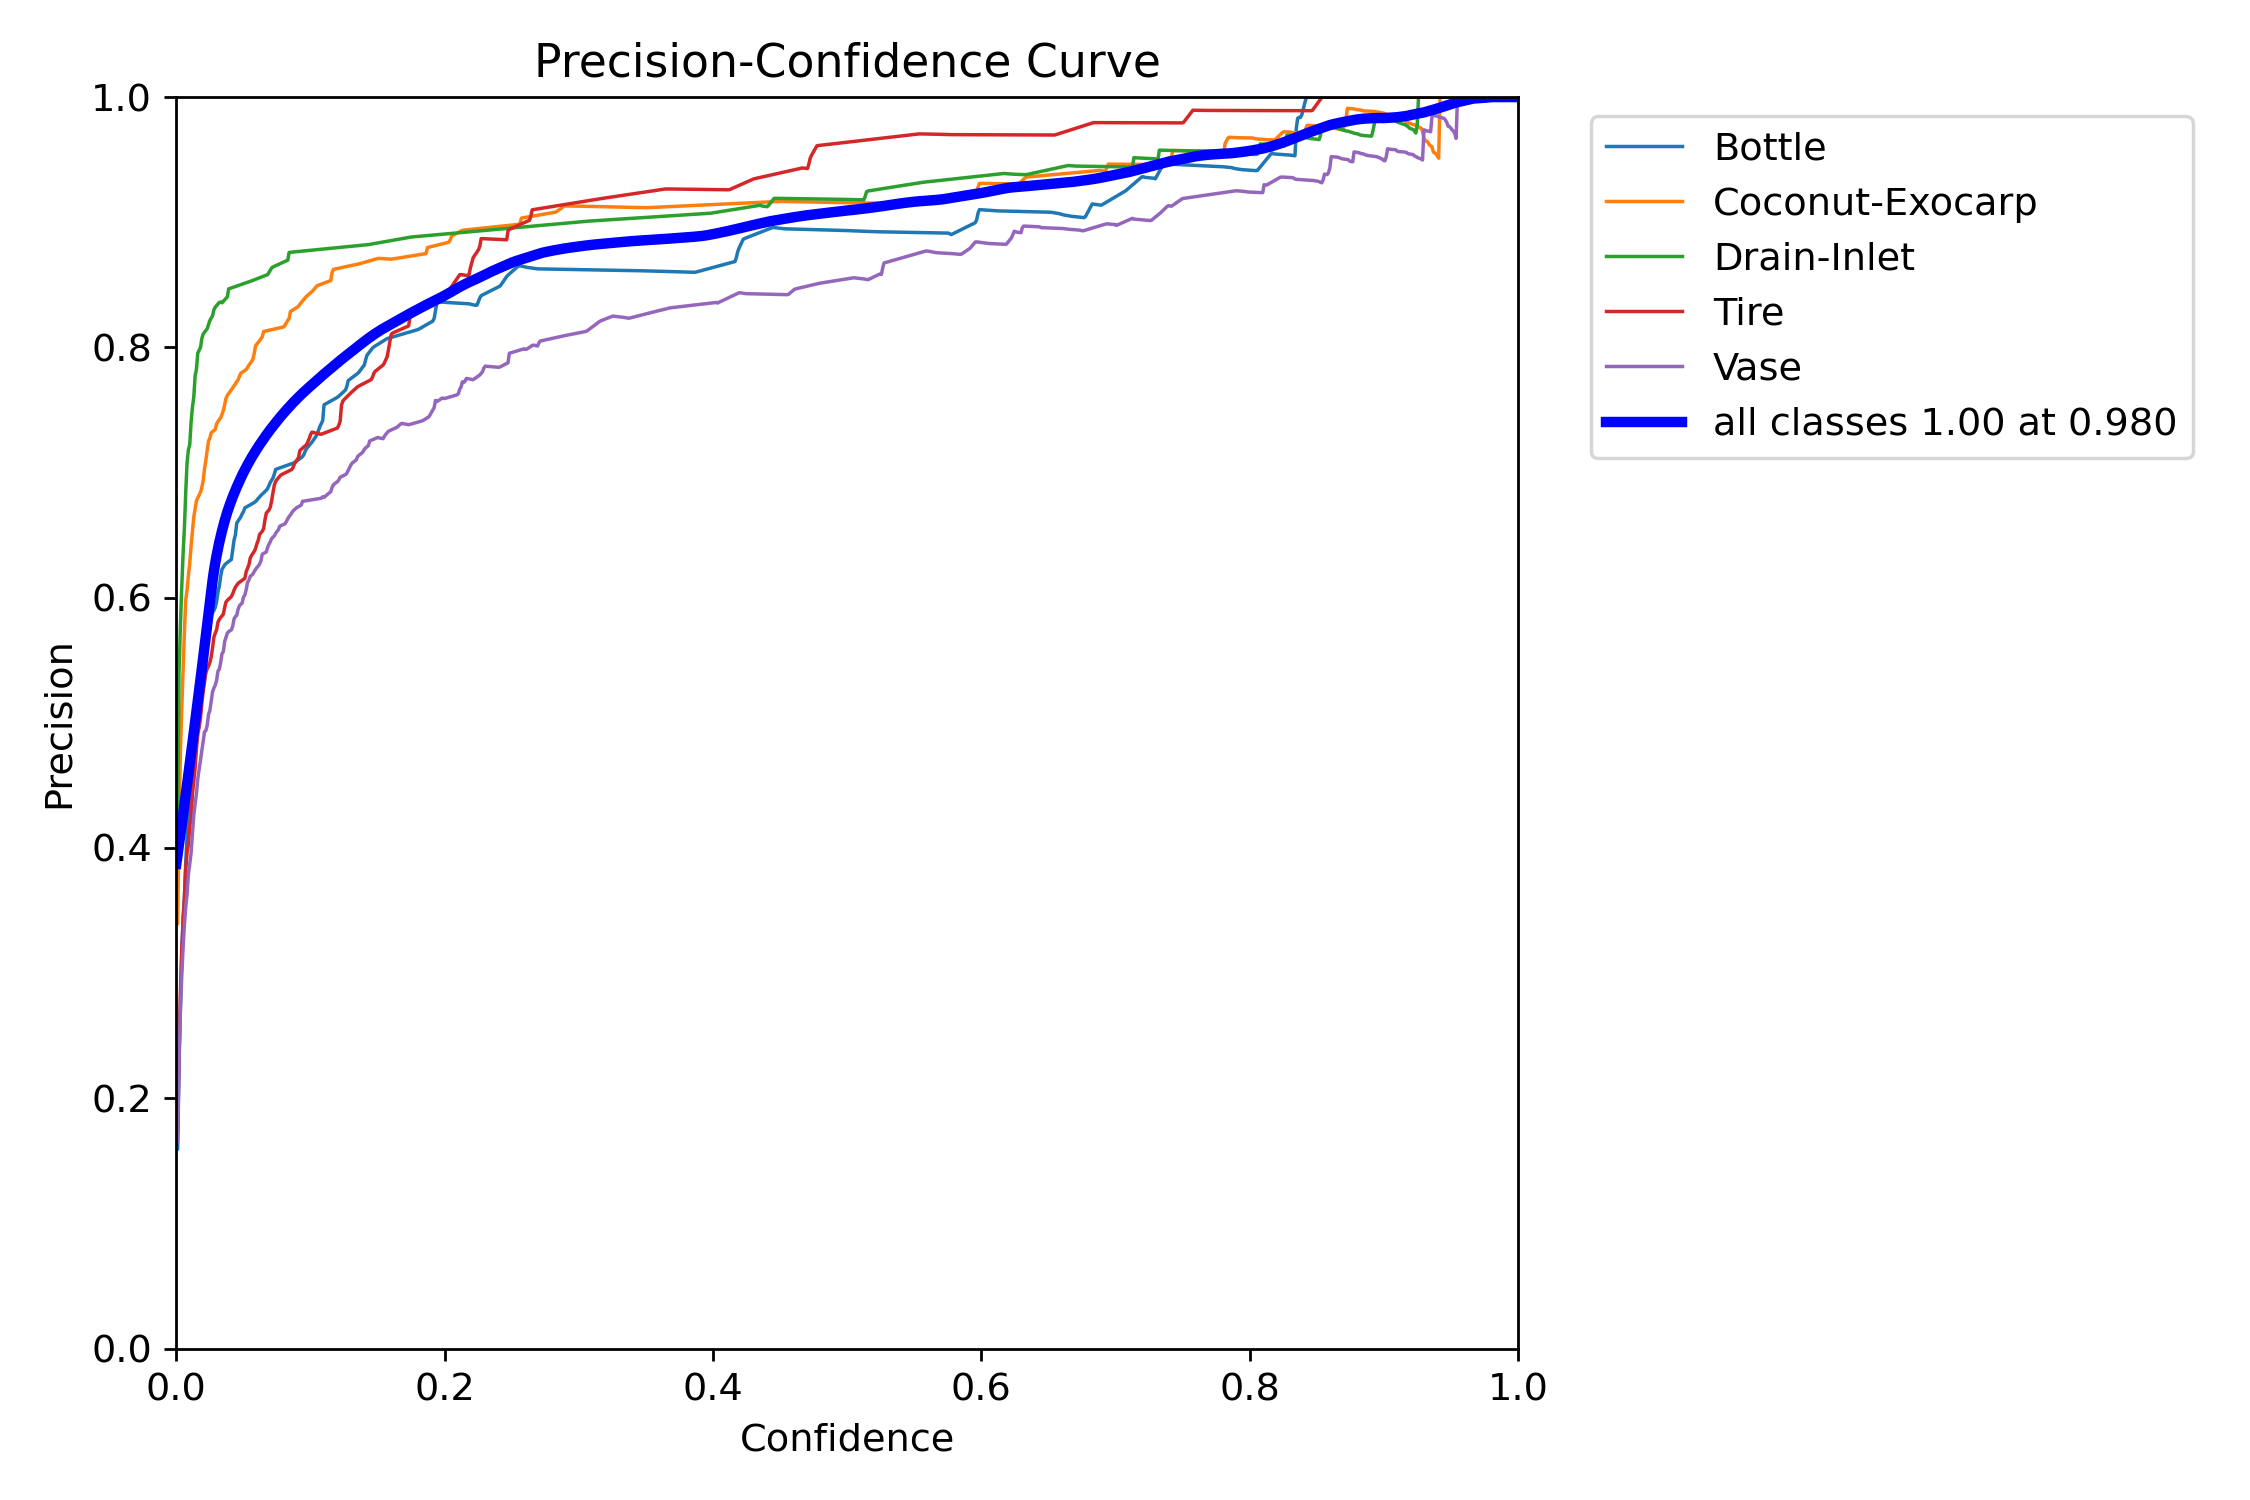 Precision-Confidence Curve
1.0
0.8
0.6
0.4
0.2
0.0
Precision
0.0 0.2 0.4 0.6 0.8 1.0
Confidence
Bottle
Coconut-Exocarp
Drain-Inlet
Tire
Vase
all classes 1.00 at 0.980